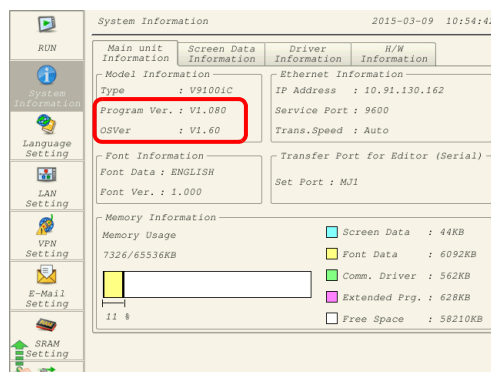 System Information 2015-03-09 10:54:4
RUN
System
Information
Language
Setting
LAN
Setting
VPN
Setting
E-Mail
Setting
SRAM
Setting
Main unit
Information
Screen Data
Information
Driver
Information
H/W
Information
Model Information
Type : V9100iC
Program Ver. : V1.080
OSVer : V1.60
Ethernet Information
IP Address : 10.91.130.162
Service Port : 9600
Trans.Speed : Auto
Font Information
Font Data : ENGLISH
Font Ver. : 1.000
Transfer Port for Editor (Serial)
Set Port : MJ1
Memory Information
Memory Usage
7326/65536KB
11 %
Screen Data : 44KB
Font Data : 6092KB
Comm. Driver : 562KB
Extended Prg. : 628KB
Free Space : 58210KB